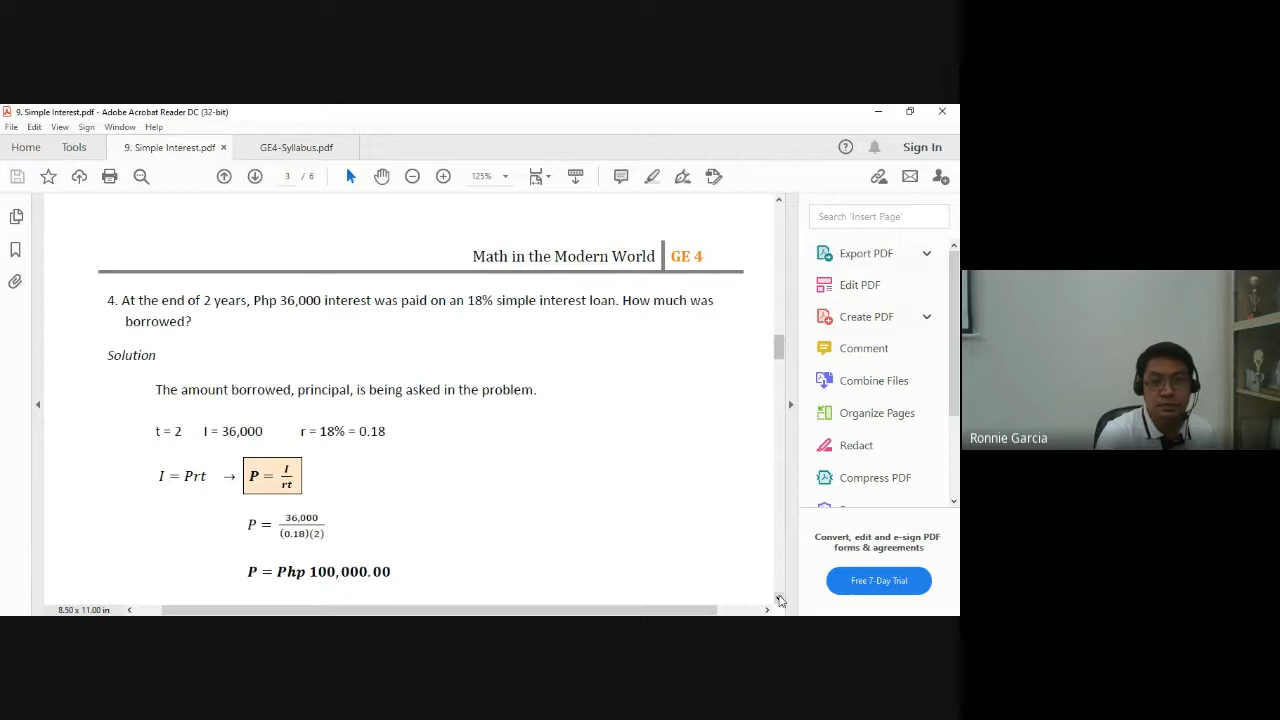 9. Simple Interest.pdf - Adobe Acrobat Reader DC (32-bit)
File Edit View Sign Window Help
Home Tools 9. Simple Interest.pdf × GE4-Syllabus.pdf Sign In
3 / 6 125%
Math in the Modern World GE 4
4. At the end of 2 years, Php 36,000 interest was paid on an 18% simple interest loan. How much was
borrowed?
Solution
The amount borrowed, principal, is being asked in the problem.
t = 2 I = 36,000 r = 18% = 0.18
I = Prt → P = I / rt
P = 36,000 / (0.18)(2)
P = Php 100,000.00
8.50 x 11.00 in
Search 'Insert Page'
Export PDF
Edit PDF
Create PDF
Comment
Combine Files
Organize Pages
Redact
Compress PDF
Convert, edit and e-sign PDF
forms & agreements
Free 7-Day Trial
Ronnie Garcia